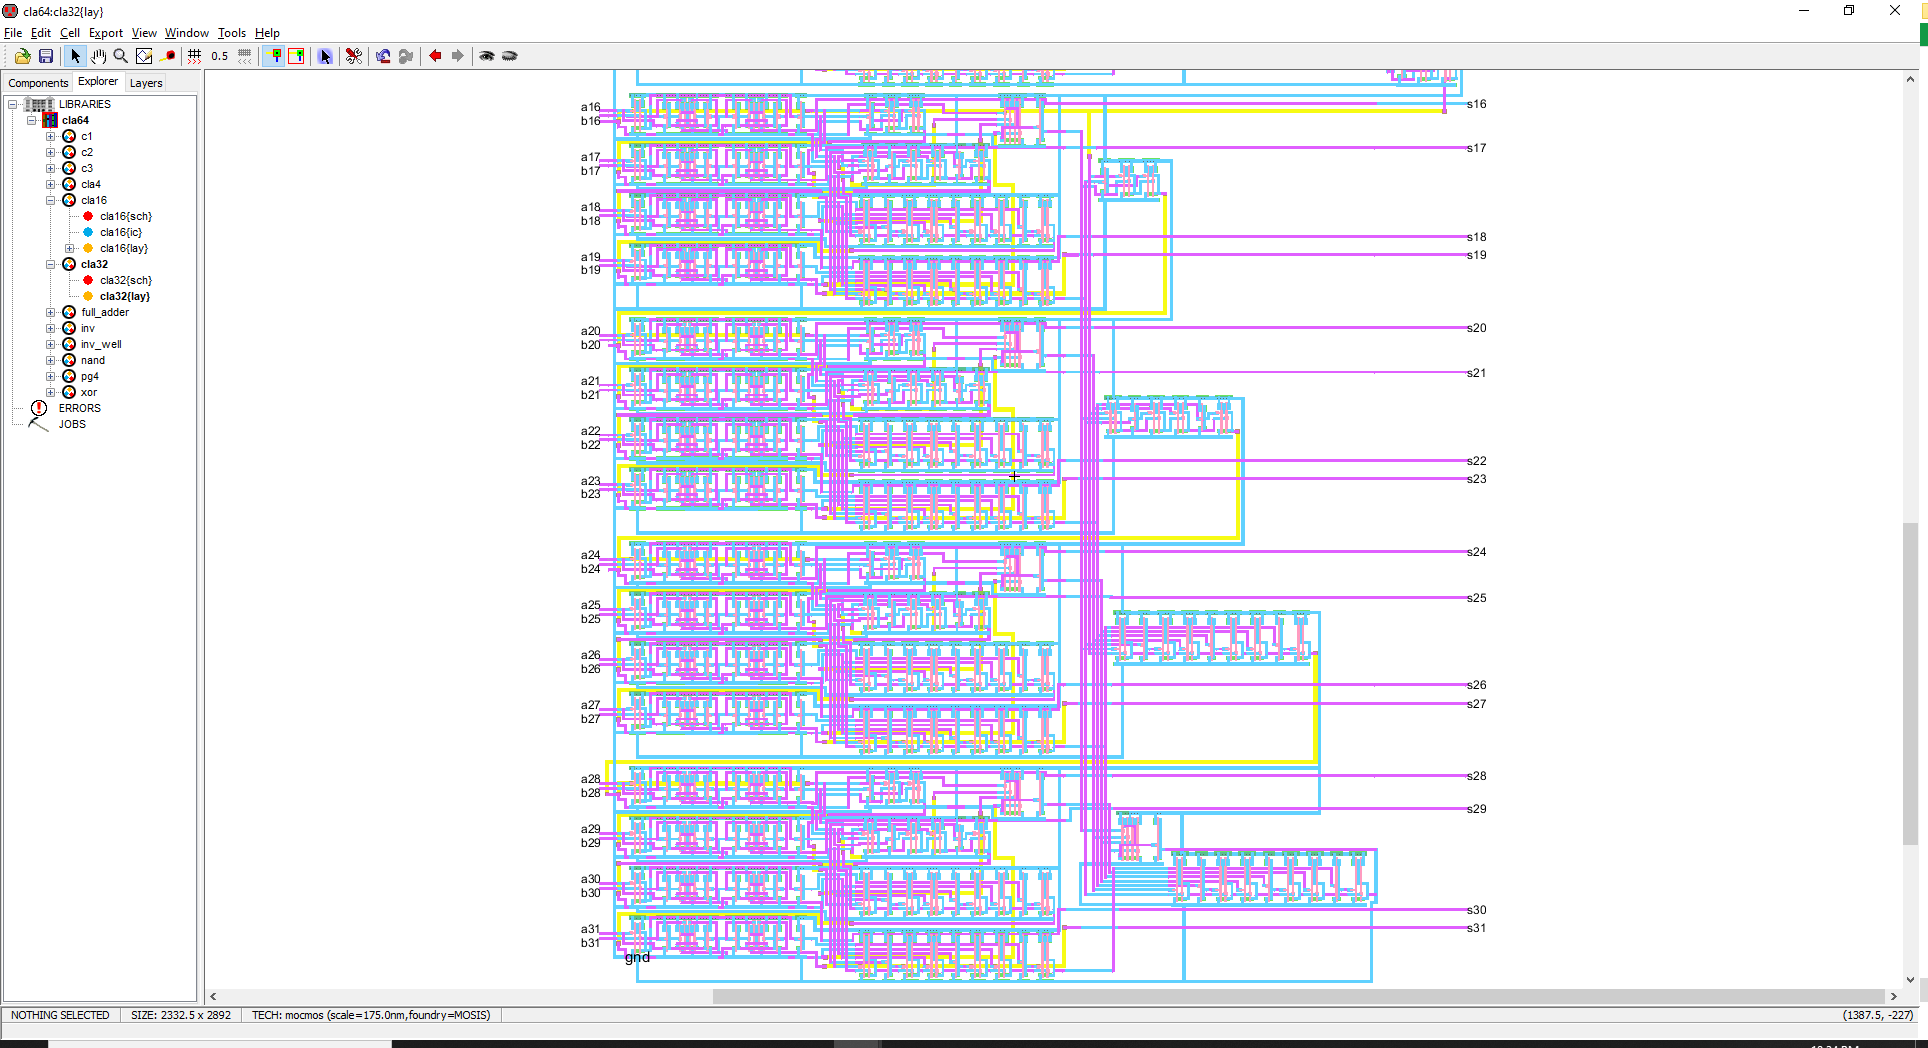 cla64:cla32{lay}
File Edit Cell Export View Window Tools Help
0.5
Components Explorer Layers
LIBRARIES
cla64
c1
c2
c3
cla4
cla16
cla16{sch}
cla16{ic}
cla16{lay}
cla32
cla32{sch}
cla32{lay}
full_adder
inv
inv_well
nand
pg4
xor
ERRORS
JOBS
a16
b16
s16
a17
b17
s17
a18
b18
s18
a19
b19
s19
a20
b20
s20
a21
b21
s21
a22
b22
s22
a23
b23
s23
a24
b24
s24
a25
b25
s25
a26
b26
s26
a27
b27
s27
a28
b28
s28
a29
b29
s29
a30
b30
s30
a31
b31
s31
gnd
NOTHING SELECTED SIZE: 2332.5 x 2892 TECH: mocmos (scale=175.0nm,foundry=MOSIS) (1387.5, -227)